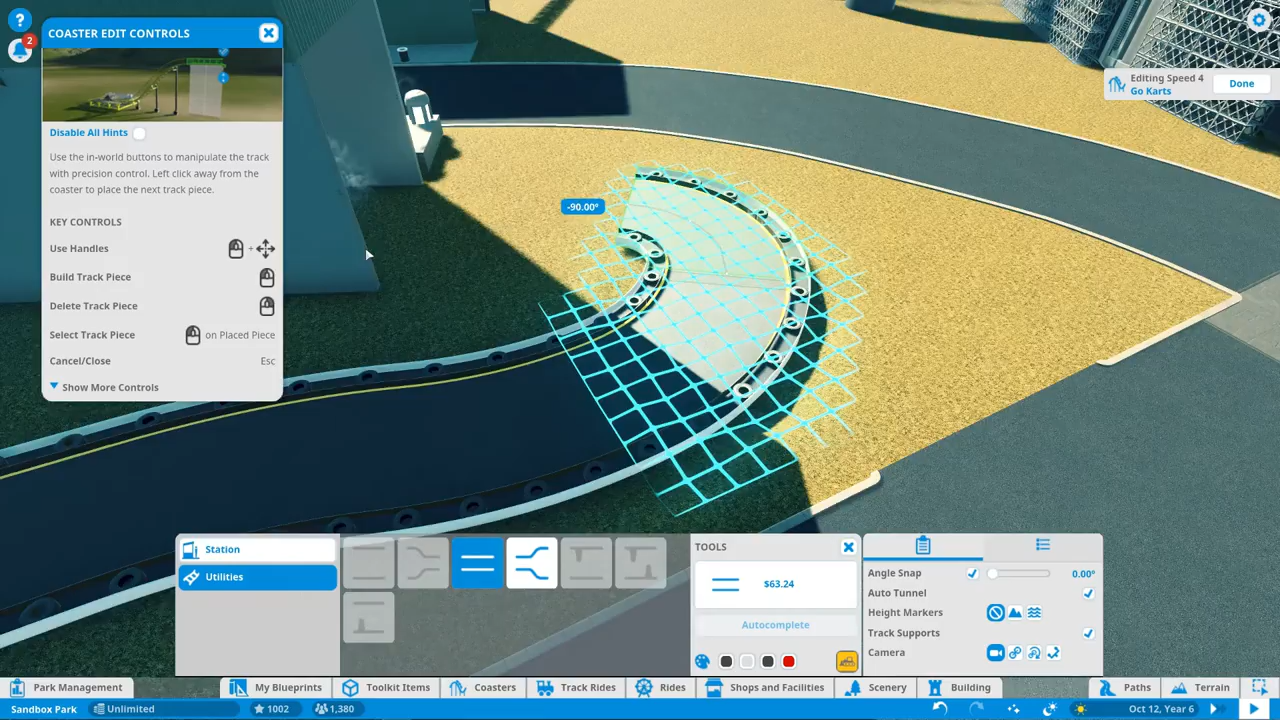 ?
2
COASTER EDIT CONTROLS
Disable All Hints
Use the in-world buttons to manipulate the track
with precision control. Left click away from the
coaster to place the next track piece.
KEY CONTROLS
Use Handles +
Build Track Piece
Delete Track Piece
Select Track Piece on Placed Piece
Cancel/Close Esc
Show More Controls
Editing Speed 4
Go Karts
Done
-90.00°
Station
Utilities
TOOLS
$63.24
Autocomplete
Angle Snap 0.00°
Auto Tunnel
Height Markers
Track Supports
Camera
Park Management My Blueprints Toolkit Items Coasters Track Rides Rides Shops and Facilities Scenery Building Paths Terrain
Sandbox Park Unlimited 1002 1,380 Oct 12, Year 6